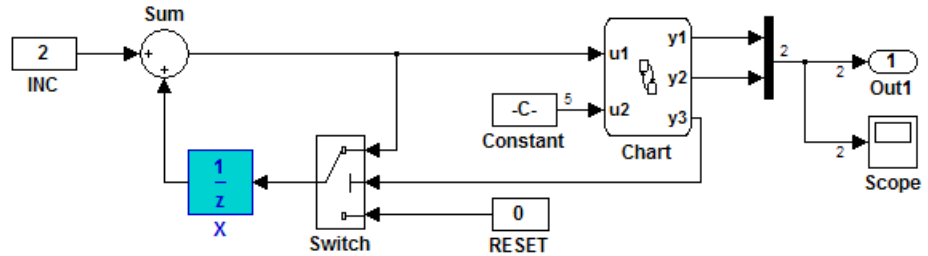 Sum
2
INC
+
+
u1
u2
y1
y2
y3
Chart
-C-
5
Constant
2
2
1
Out1
2
Scope
1
z
X
Switch
0
RESET